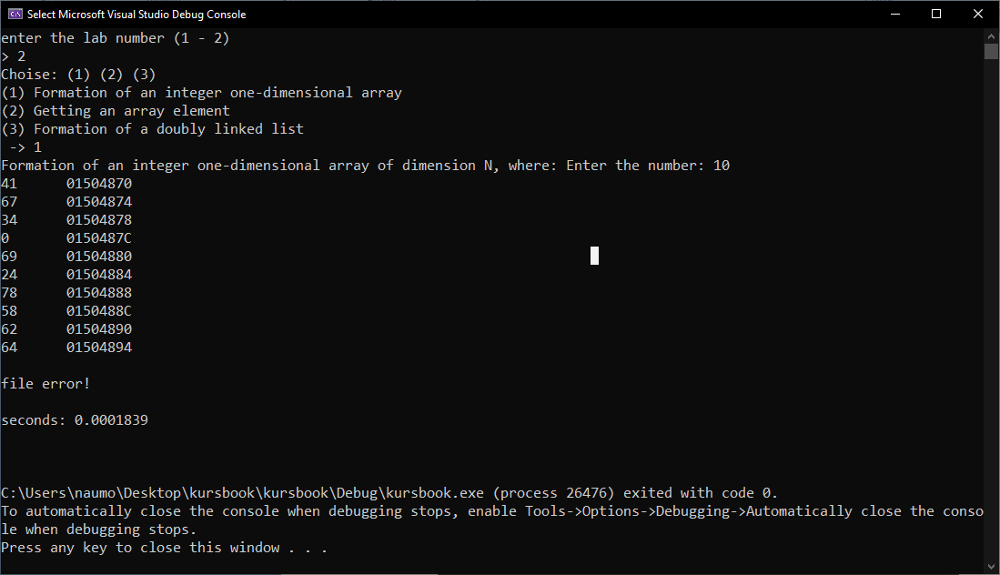 Select Microsoft Visual Studio Debug Console
enter the lab number (1 - 2)
> 2
Choise: (1) (2) (3)
(1) Formation of an integer one-dimensional array
(2) Getting an array element
(3) Formation of a doubly linked list
 -> 1
Formation of an integer one-dimensional array of dimension N, where: Enter the number: 10
41      01504870
67      01504874
34      01504878
0       0150487C
69      01504880
24      01504884
78      01504888
58      0150488C
62      01504890
64      01504894
file error!
seconds: 0.0001839
C:\Users\naumo\Desktop\kursbook\kursbook\Debug\kursbook.exe (process 26476) exited with code 0.
To automatically close the console when debugging stops, enable Tools->Options->Debugging->Automatically close the conso
le when debugging stops.
Press any key to close this window . . .